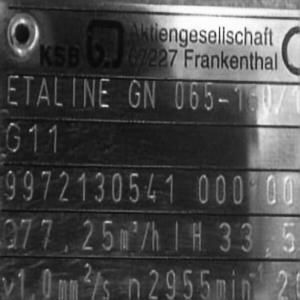 KSB Aktiengesellschaft
67227 Frankenthal
ETALINE GN 065-160/
G11
9972130541 000 00
Q77,25m³/h H 33,5
v1.0mm²/s n2955min⁻¹ 2